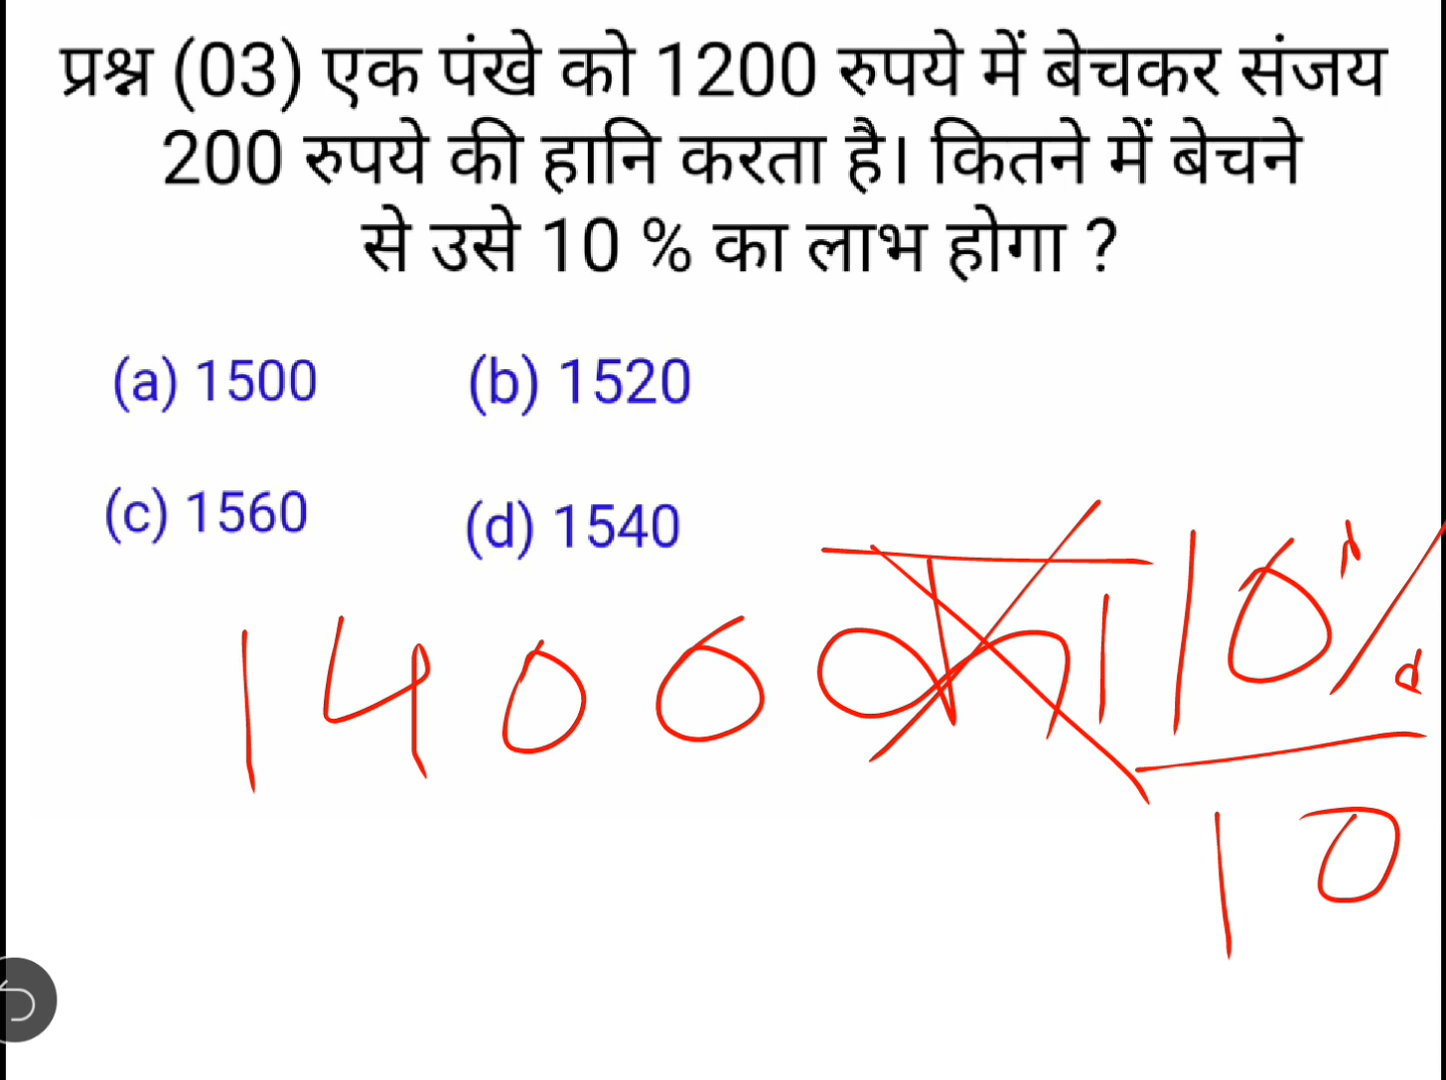 प्रश्न (03) एक पंखे को 1200 रुपये में बेचकर संजय
200 रुपये की हानि करता है। कितने में बेचने
से उसे 10 % का लाभ होगा ?
(a) 1500 (b) 1520
(c) 1560 (d) 1540
1400 का 10%
10